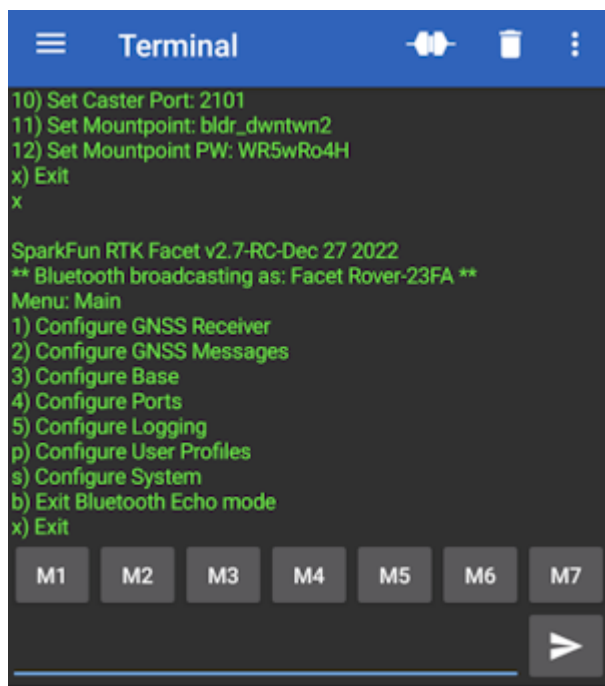 Terminal
10) Set Caster Port: 2101
11) Set Mountpoint: bldr_dwntwn2
12) Set Mountpoint PW: WR5wRo4H
x) Exit
x
SparkFun RTK Facet v2.7-RC-Dec 27 2022
** Bluetooth broadcasting as: Facet Rover-23FA **
Menu: Main
1) Configure GNSS Receiver
2) Configure GNSS Messages
3) Configure Base
4) Configure Ports
5) Configure Logging
p) Configure User Profiles
s) Configure System
b) Exit Bluetooth Echo mode
x) Exit
M1 M2 M3 M4 M5 M6 M7